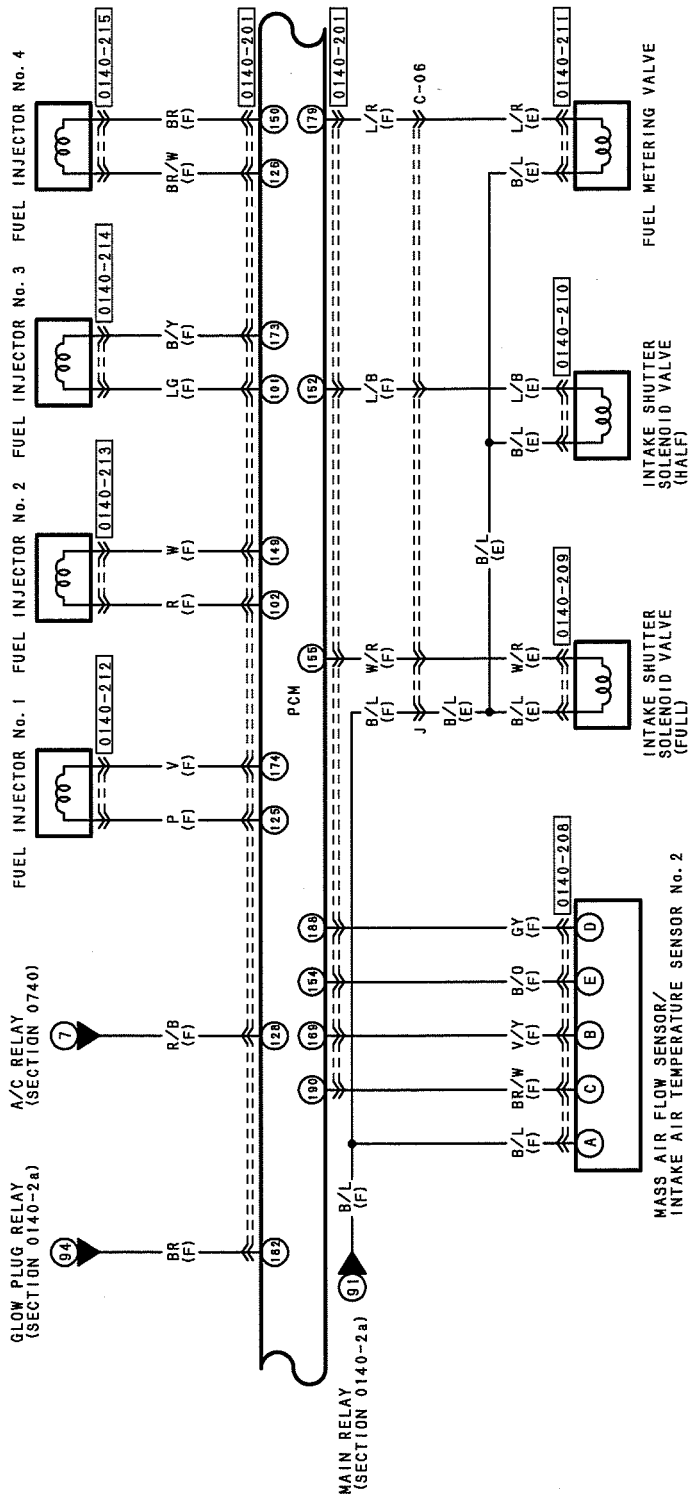 GLOW PLUG RELAY
(SECTION 0140-2a)
94
BR
(F)
182
A/C RELAY
(SECTION 0740)
7
R/B
(F)
128
FUEL INJECTOR No. 1
0140-212
P
(F)
V
(F)
125
174
FUEL INJECTOR No. 2
0140-213
R
(F)
W
(F)
102
149
FUEL INJECTOR No. 3
0140-214
LG
(F)
B/Y
(F)
101
173
FUEL INJECTOR No. 4
0140-215
BR/W
(F)
BR
(F)
126
150
0140-201
PCM
190
169
154
188
155
152
179
0140-201
MAIN RELAY
(SECTION 0140-2a)
91
B/L
(F)
B/L
(F)
BR/W
(F)
V/Y
(F)
B/O
(F)
GY
(F)
0140-208
A
C
B
E
D
MASS AIR FLOW SENSOR/
INTAKE AIR TEMPERATURE SENSOR No. 2
B/L
(F)
W/R
(F)
L/B
(F)
L/R
(F)
J
C-06
B/L
(E)
B/L
(E)
B/L
(E)
W/R
(E)
0140-209
INTAKE SHUTTER
SOLENOID VALVE
(FULL)
B/L
(E)
L/B
(E)
0140-210
INTAKE SHUTTER
SOLENOID VALVE
(HALF)
B/L
(E)
L/R
(E)
0140-211
FUEL METERING VALVE